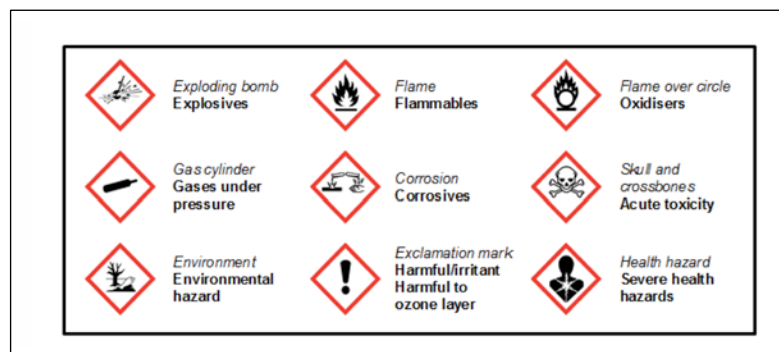 Exploding bomb
Explosives
Flame
Flammables
Flame over circle
Oxidisers
Gas cylinder
Gases under
pressure
Corrosion
Corrosives
Skull and
crossbones
Acute toxicity
Environment
Environmental
hazard
Exclamation mark
Harmful/irritant
Harmful to
ozone layer
Health hazard
Severe health
hazards